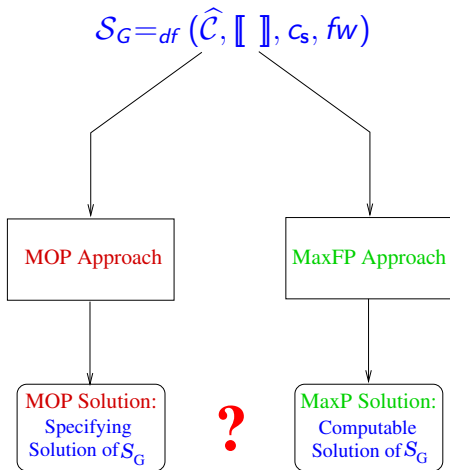 𝒮_G =_df (Ĉ, ⟦ ⟧, c_s, fw)
MOP Approach
MaxFP Approach
MOP Solution:
Specifying
Solution of S_G
?
MaxP Solution:
Computable
Solution of S_G